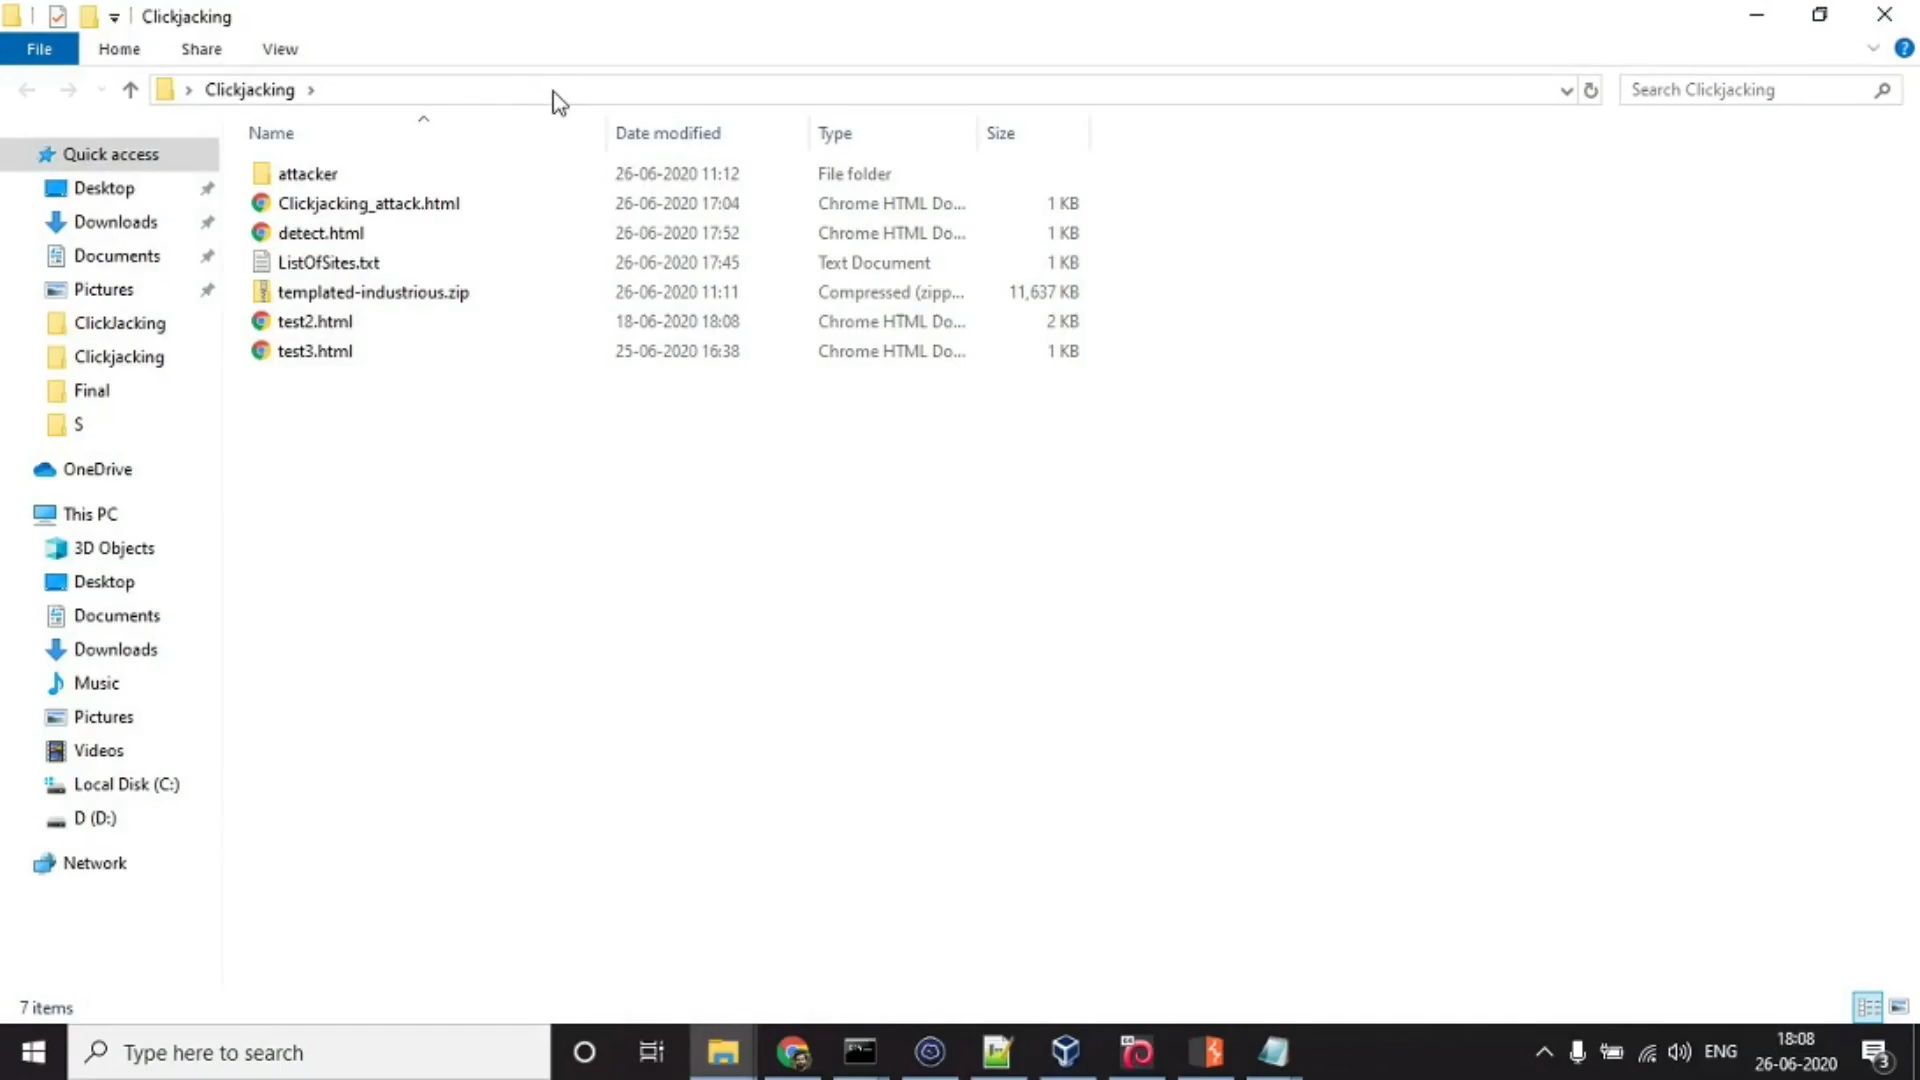 Clickjacking
File Home Share View
Clickjacking
Search Clickjacking
Name Date modified Type Size
Quick access
Desktop
Downloads
Documents
Pictures
ClickJacking
Clickjacking
Final
S
OneDrive
This PC
3D Objects
Desktop
Documents
Downloads
Music
Pictures
Videos
Local Disk (C:)
D (D:)
Network
attacker 26-06-2020 11:12 File folder
Clickjacking_attack.html 26-06-2020 17:04 Chrome HTML Do... 1 KB
detect.html 26-06-2020 17:52 Chrome HTML Do... 1 KB
ListOfSites.txt 26-06-2020 17:45 Text Document 1 KB
templated-industrious.zip 26-06-2020 11:11 Compressed (zipp... 11,637 KB
test2.html 18-06-2020 18:08 Chrome HTML Do... 2 KB
test3.html 25-06-2020 16:38 Chrome HTML Do... 1 KB
7 items
Type here to search
ENG
18:08
26-06-2020
3